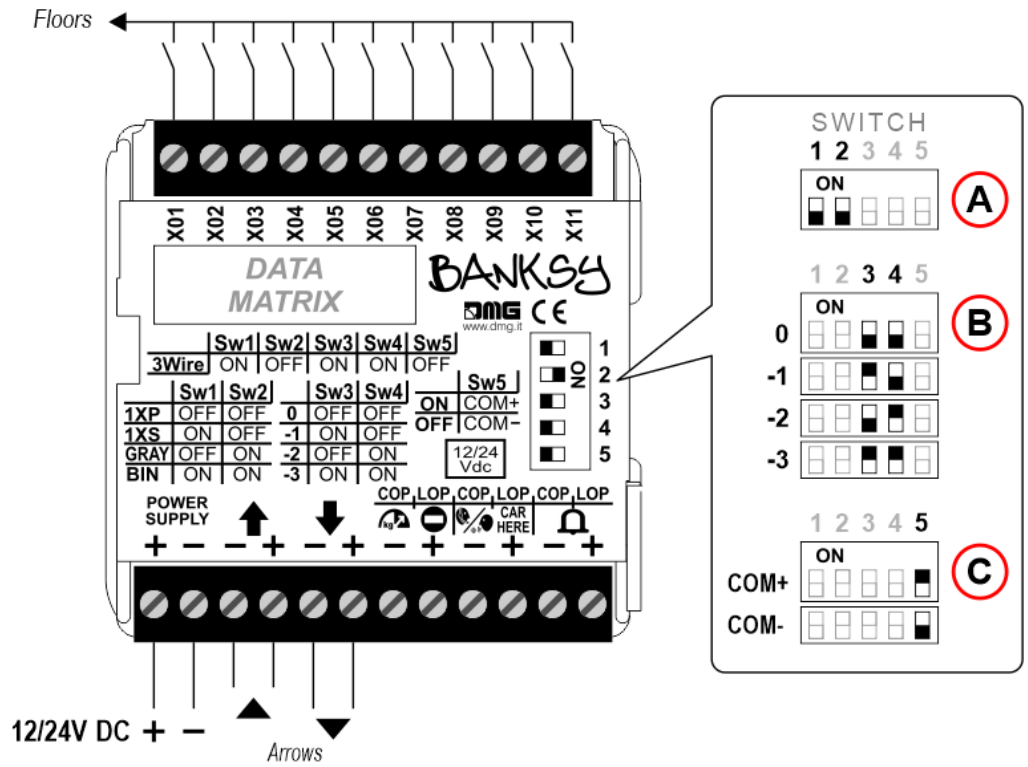 Floors
SWITCH
1 2 3 4 5
ON
A
X01 X02 X03 X04 X05 X06 X07 X08 X09 X10 X11
DATA
MATRIX
BANKSY
DMG CE
www.dmg.it
Sw1 Sw2 Sw3 Sw4 Sw5
3Wire ON OFF ON ON OFF
Sw1 Sw2
1XP OFF OFF
1XS ON OFF
GRAY OFF ON
BIN ON ON
Sw3 Sw4
0 OFF OFF
-1 ON OFF
-2 OFF ON
-3 ON ON
Sw5
ON COM+
OFF COM-
12/24
Vdc
ON
1
2
3
4
5
1 2 3 4 5
ON
0
-1
-2
-3
B
POWER
SUPPLY
COP LOP COP LOP COP LOP
kg
CAR
HERE
+ - - + - + - + - + - +
1 2 3 4 5
ON
COM+
COM-
C
12/24V DC + -
Arrows